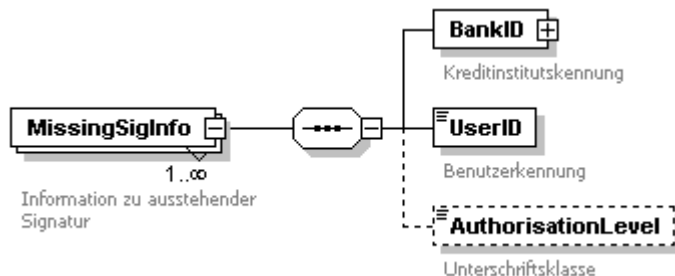 BankID
Kreditinstitutskennung
MissingSigInfo
1..∞
Information zu ausstehender
Signatur
UserID
Benutzerkennung
AuthorisationLevel
Unterschriftsklasse